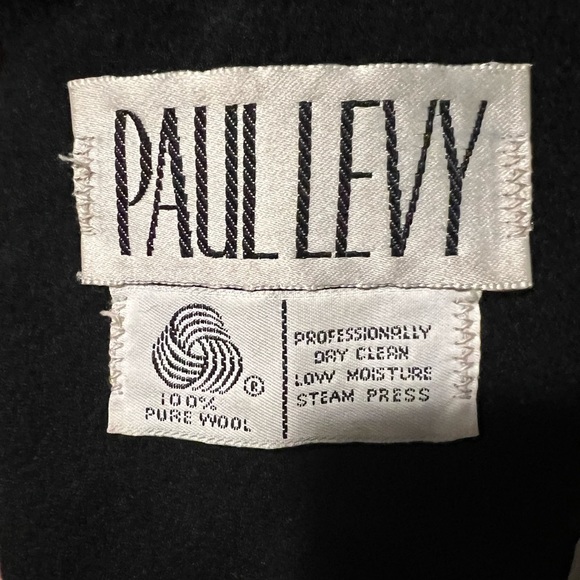 PAUL LEVY
®
100%
PURE WOOL
PROFESSIONALLY
DRY CLEAN
LOW MOISTURE
STEAM PRESS